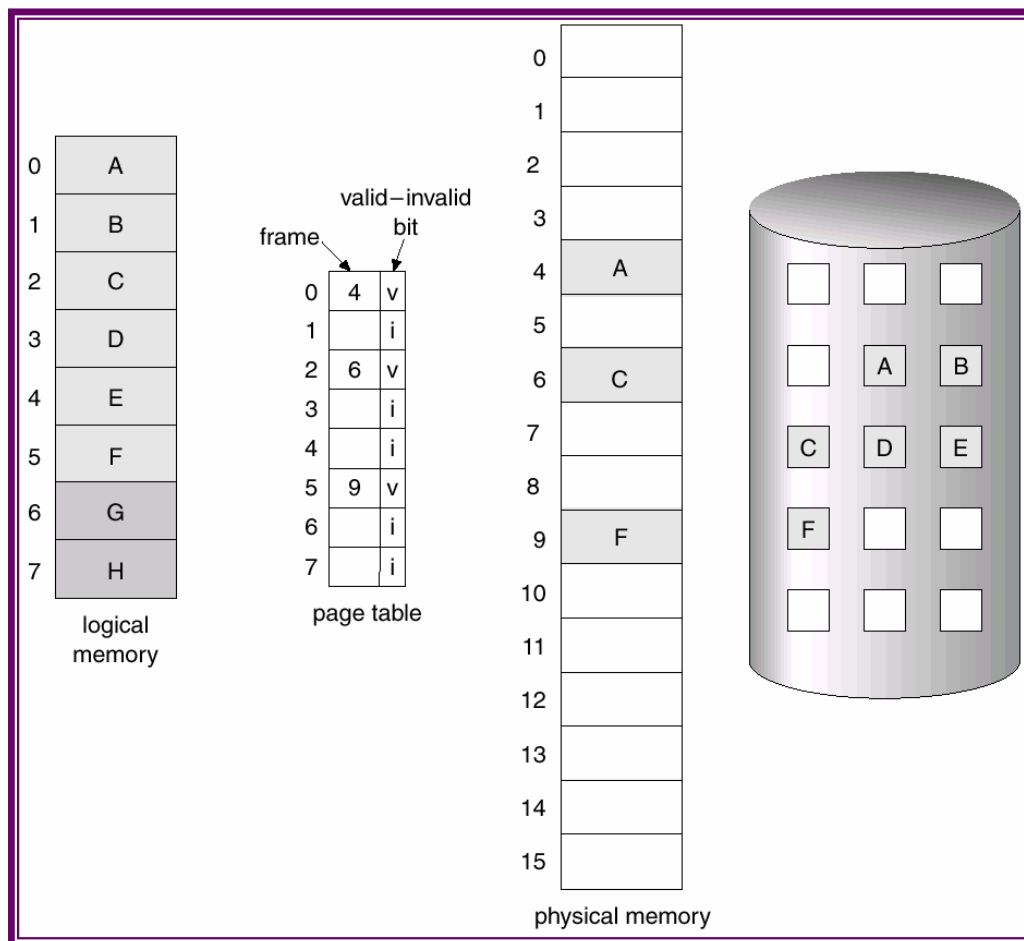 0 A
1 B
2 C
3 D
4 E
5 F
6 G
7 H
logical
memory
valid–invalid
bit
frame
0 4 v
1 i
2 6 v
3 i
4 i
5 9 v
6 i
7 i
page table
0
1
2
3
4 A
5
6 C
7
8
9 F
10
11
12
13
14
15
physical memory
A B
C D E
F